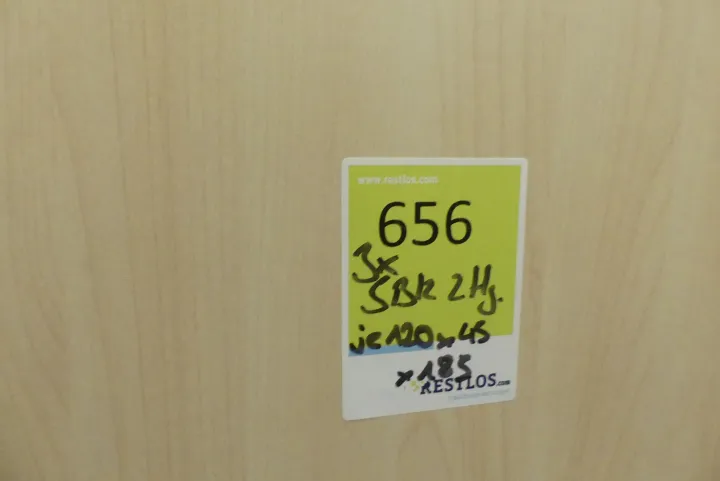 www.restlos.com
656
3x
SBK 2Hg.
je 120 x 45
x 185
RESTLOS.com